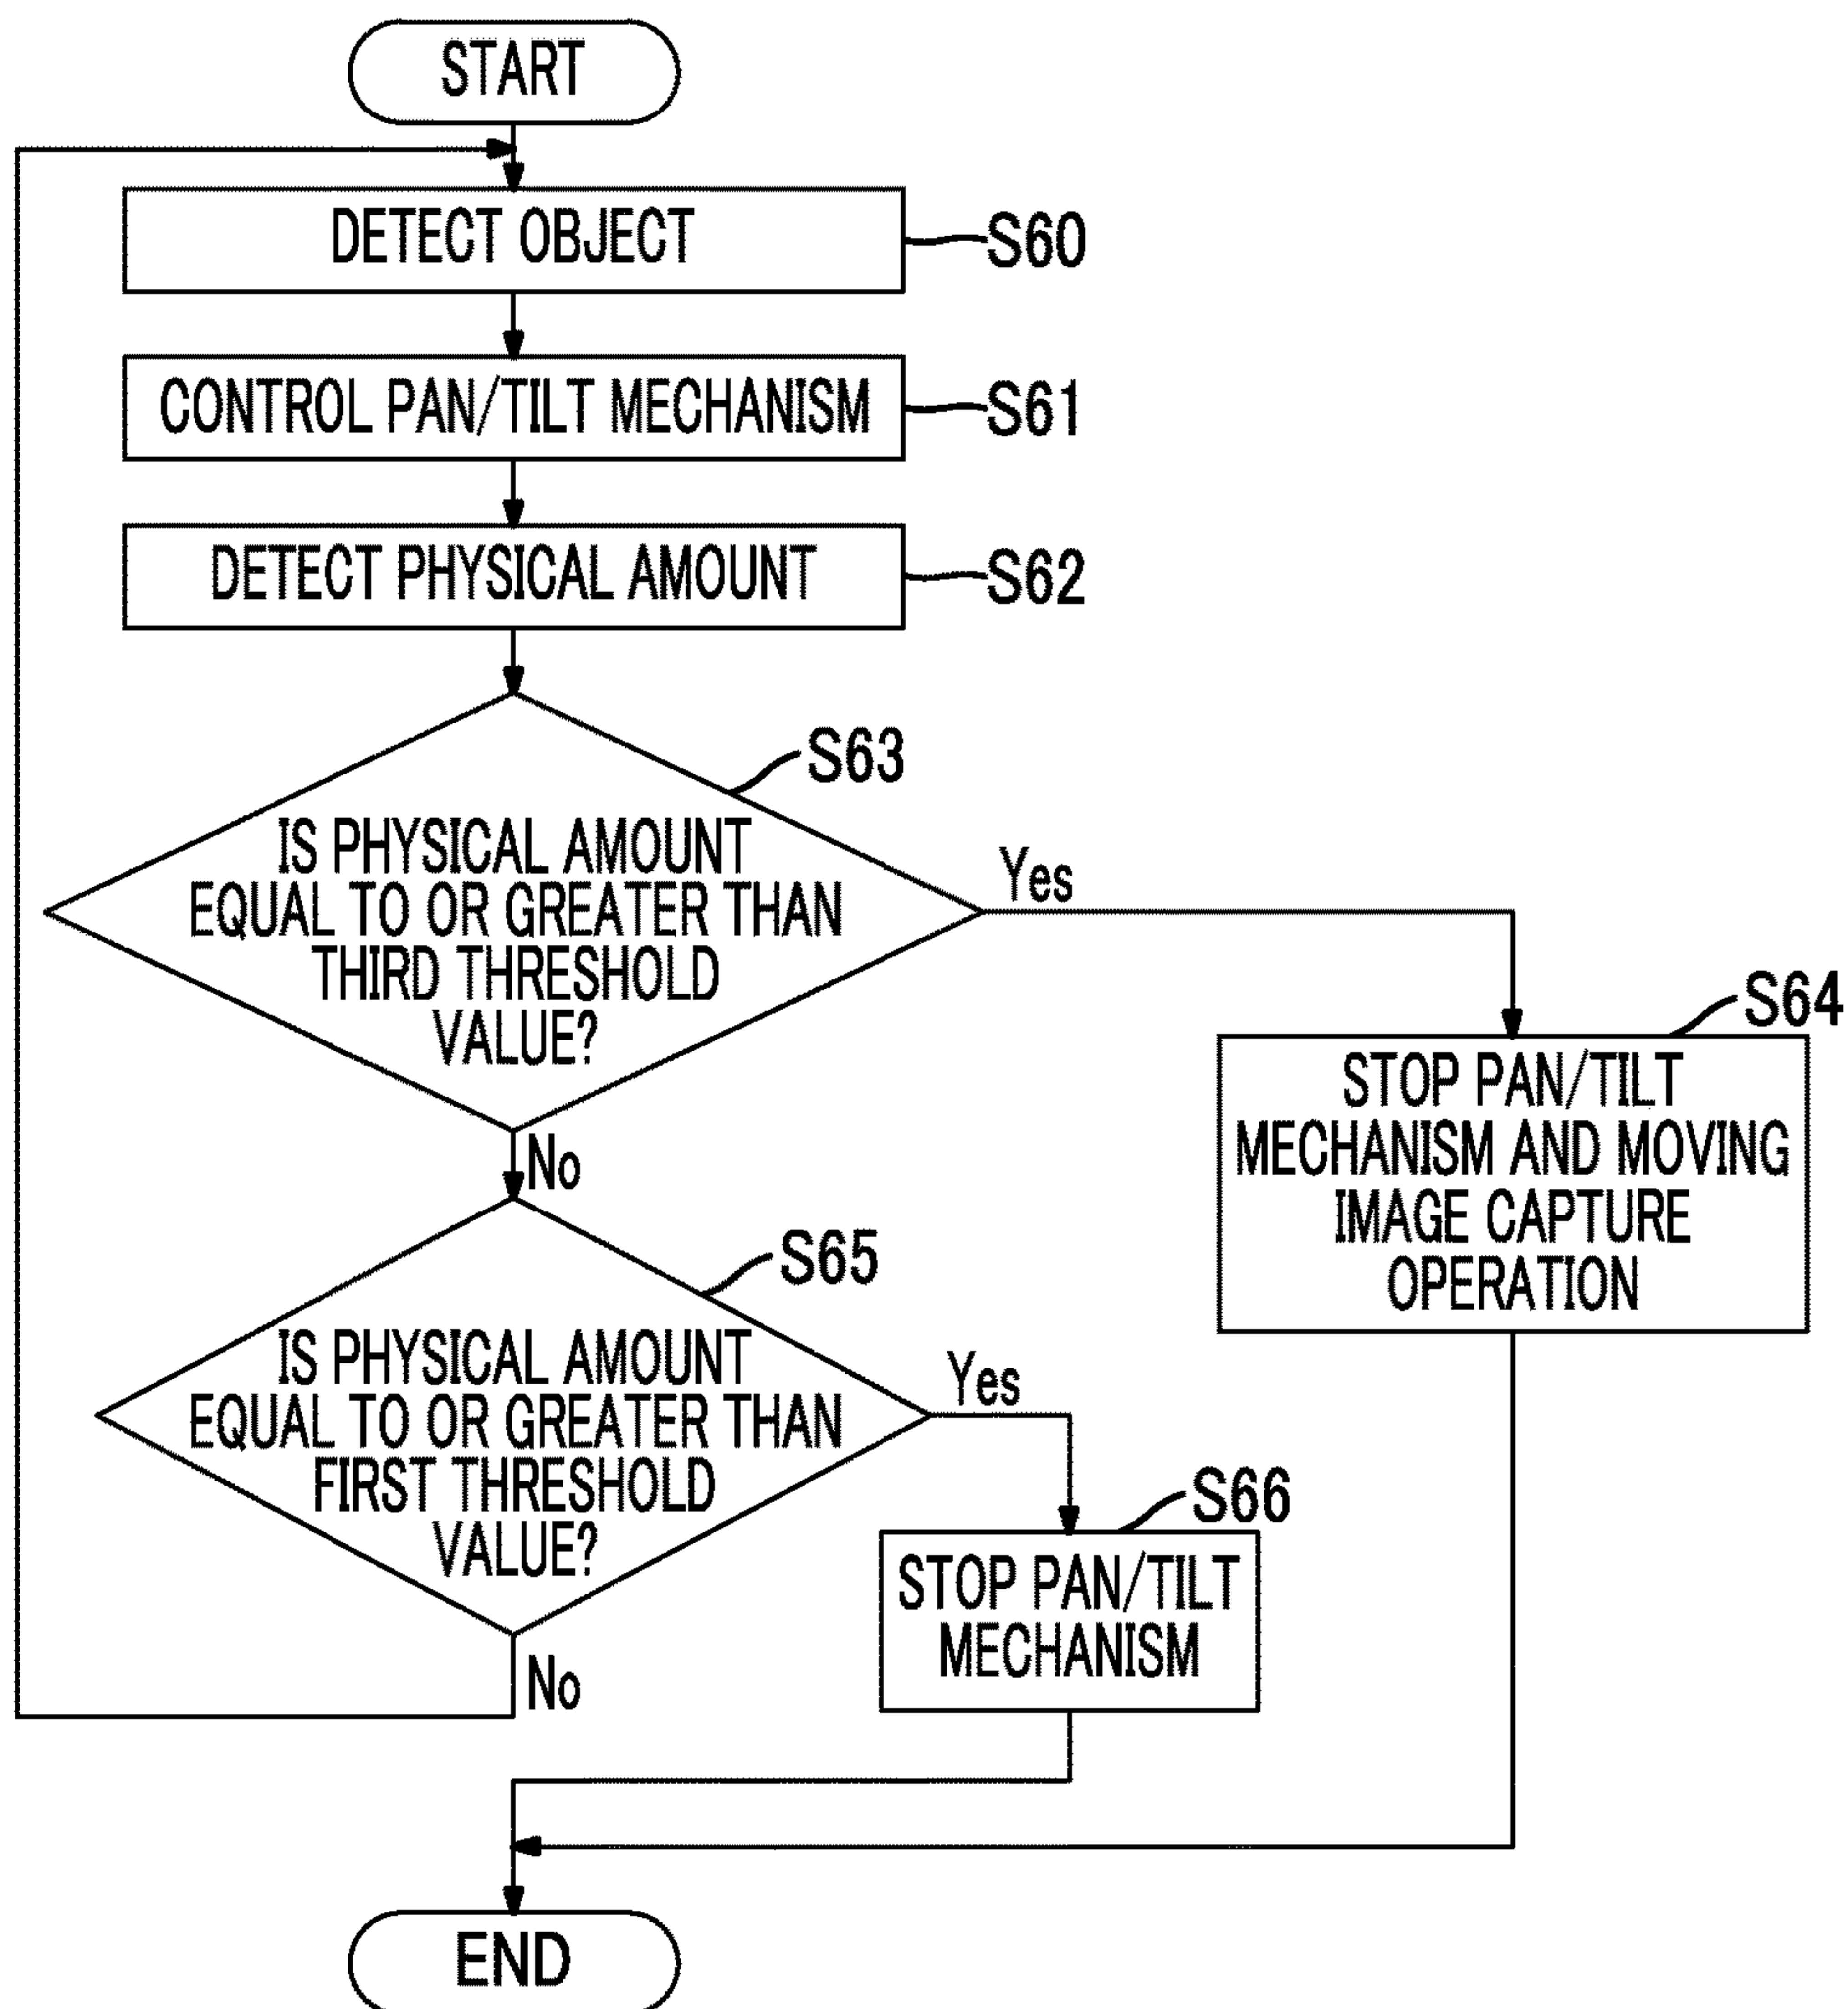 START
DETECT OBJECT
S60
CONTROL PAN/TILT MECHANISM
S61
DETECT PHYSICAL AMOUNT
S62
S63
IS PHYSICAL AMOUNT
EQUAL TO OR GREATER THAN
THIRD THRESHOLD
VALUE?
Yes
No
S64
STOP PAN/TILT
MECHANISM AND MOVING
IMAGE CAPTURE
OPERATION
S65
IS PHYSICAL AMOUNT
EQUAL TO OR GREATER THAN
FIRST THRESHOLD
VALUE?
Yes
No
S66
STOP PAN/TILT
MECHANISM
END